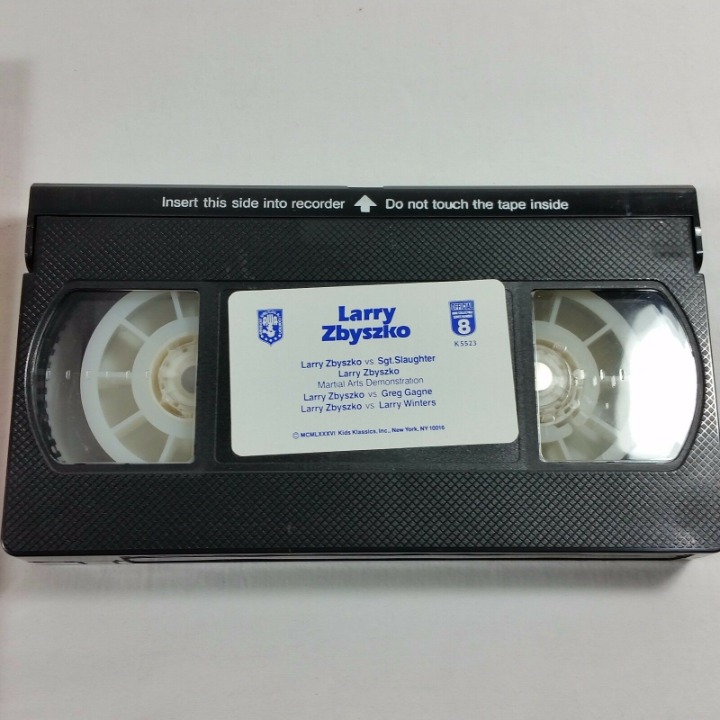 Insert this side into recorder Do not touch the tape inside
Larry
Zbyszko
OFFICIAL
8
K5523
Larry Zbyszko vs. Sgt. Slaughter
Larry Zbyszko
Martial Arts Demonstration
Larry Zbyszko vs Greg Gagne
Larry Zbyszko vs. Larry Winters
© MCMLXXXVI Kids Klassics, Inc., New York, NY 10016